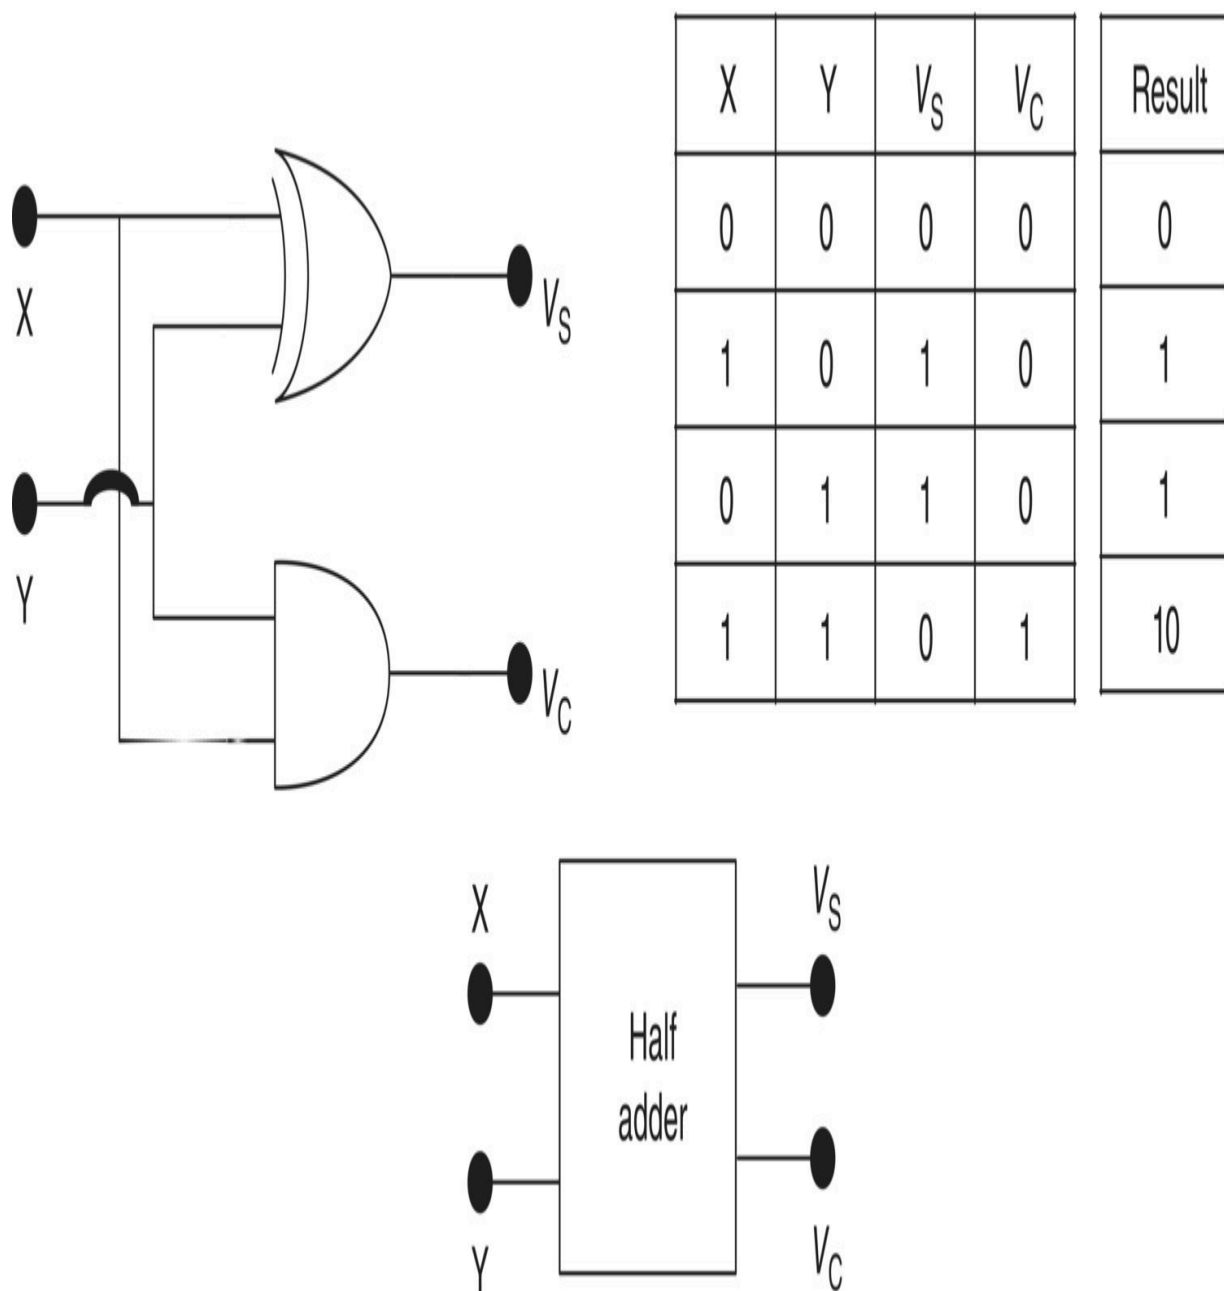 X Y V_S V_C Result
0 0 0 0 0
1 0 1 0 1
0 1 1 0 1
1 1 0 1 10
X
V_S
Y
V_C
X V_S
Half
adder
Y V_C